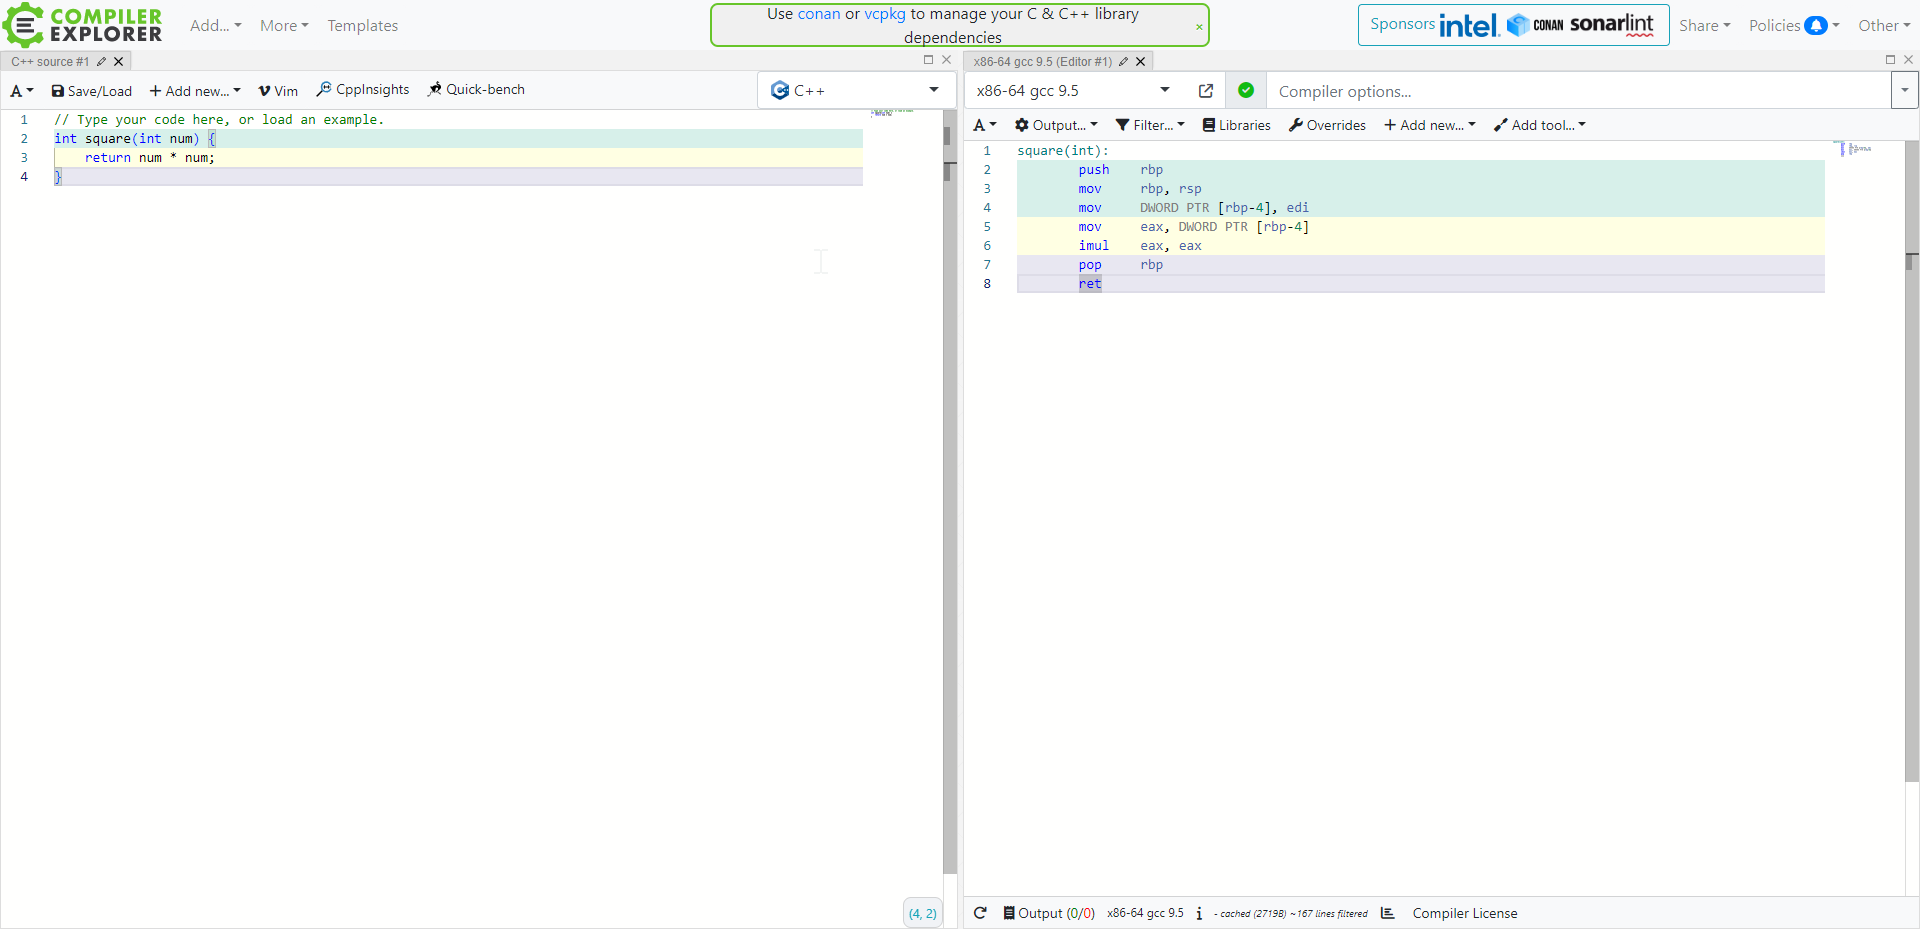 COMPILER EXPLORER
Add... More Templates
Use conan or vcpkg to manage your C & C++ library
dependencies
×
Sponsors intel. CONAN sonarlint
Share Policies Other
C++ source #1
A Save/Load Add new... Vim CppInsights Quick-bench
C++
1 // Type your code here, or load an example.
2 int square(int num) {
3     return num * num;
4 }
(4, 2)
x86-64 gcc 9.5 (Editor #1)
x86-64 gcc 9.5
Compiler options...
A Output... Filter... Libraries Overrides Add new... Add tool...
1 square(int):
2         push    rbp
3         mov     rbp, rsp
4         mov     DWORD PTR [rbp-4], edi
5         mov     eax, DWORD PTR [rbp-4]
6         imul    eax, eax
7         pop     rbp
8         ret
Output (0/0) x86-64 gcc 9.5 i - cached (2719B) ~167 lines filtered Compiler License